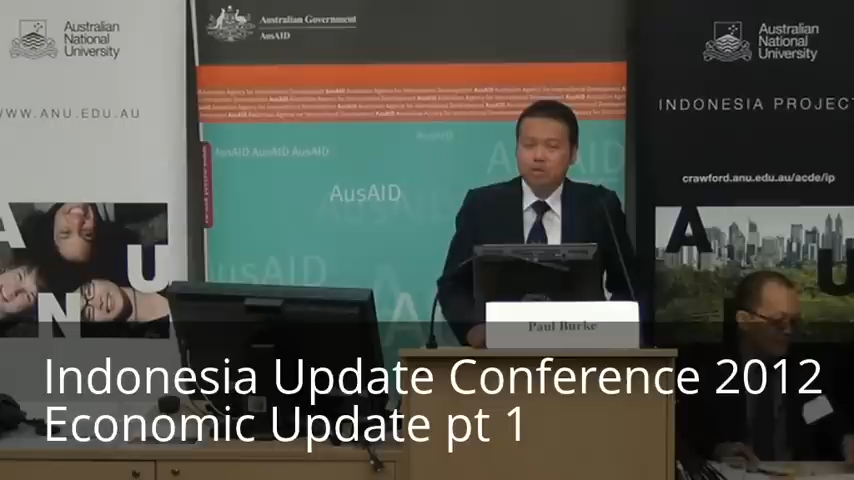 Australian
National
University
WWW.ANU.EDU.AU
A
U
N
Australian Government
AusAID
AusAID AusAID AusAID
AusAID
AusAID
AusAID
Australian
National
University
INDONESIA PROJECT
crawford.anu.edu.au/acde/ip
A
U
Paul Burke
Indonesia Update Conference 2012
Economic Update pt 1